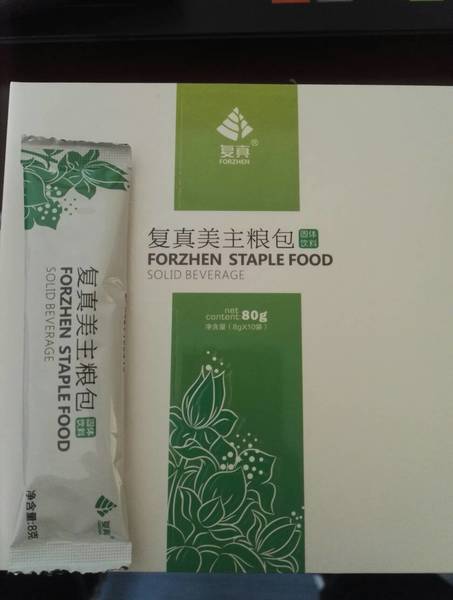 复真®
FORZHEN
复真美主粮包 固体饮料
FORZHEN STAPLE FOOD
SOLID BEVERAGE
net
content:80g
净含量（8gX10袋）
复真美主粮包 固体饮料
FORZHEN STAPLE FOOD
SOLID BEVERAGE
净含量:8克
复真